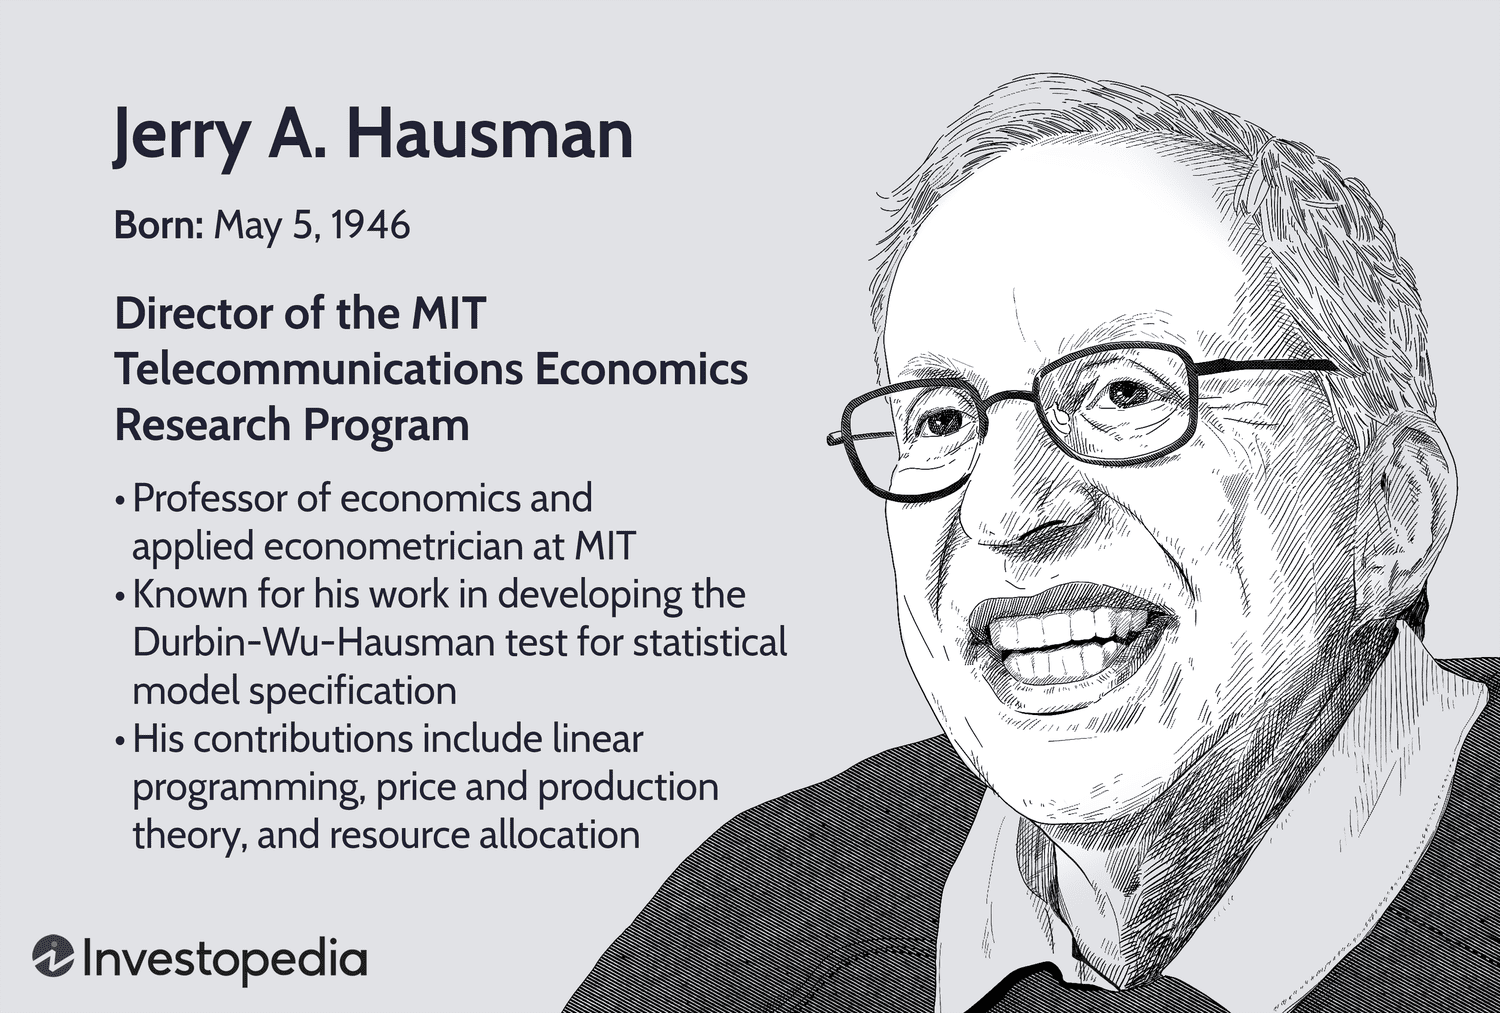 Jerry A. Hausman
Born: May 5, 1946
Director of the MIT
Telecommunications Economics
Research Program
• Professor of economics and
applied econometrician at MIT
• Known for his work in developing the
Durbin-Wu-Hausman test for statistical
model specification
• His contributions include linear
programming, price and production
theory, and resource allocation
Investopedia